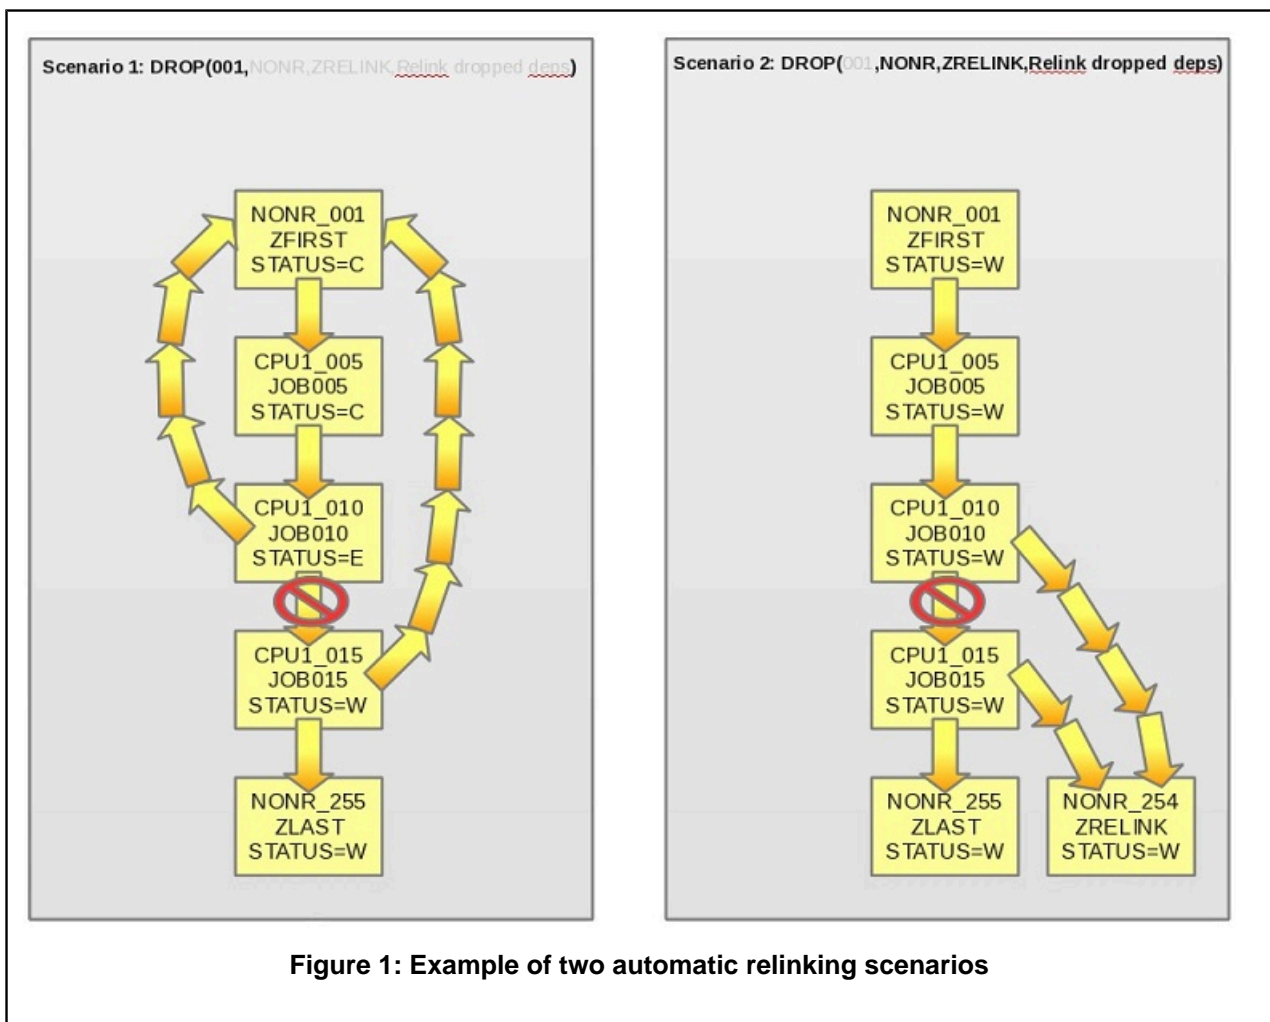 Scenario 1: DROP(001,NONR,ZRELINK,Relink dropped deps)
NONR_001
ZFIRST
STATUS=C
CPU1_005
JOB005
STATUS=C
CPU1_010
JOB010
STATUS=E
CPU1_015
JOB015
STATUS=W
NONR_255
ZLAST
STATUS=W
Scenario 2: DROP(001,NONR,ZRELINK,Relink dropped deps)
NONR_001
ZFIRST
STATUS=W
CPU1_005
JOB005
STATUS=W
CPU1_010
JOB010
STATUS=W
CPU1_015
JOB015
STATUS=W
NONR_255
ZLAST
STATUS=W
NONR_254
ZRELINK
STATUS=W
Figure 1: Example of two automatic relinking scenarios